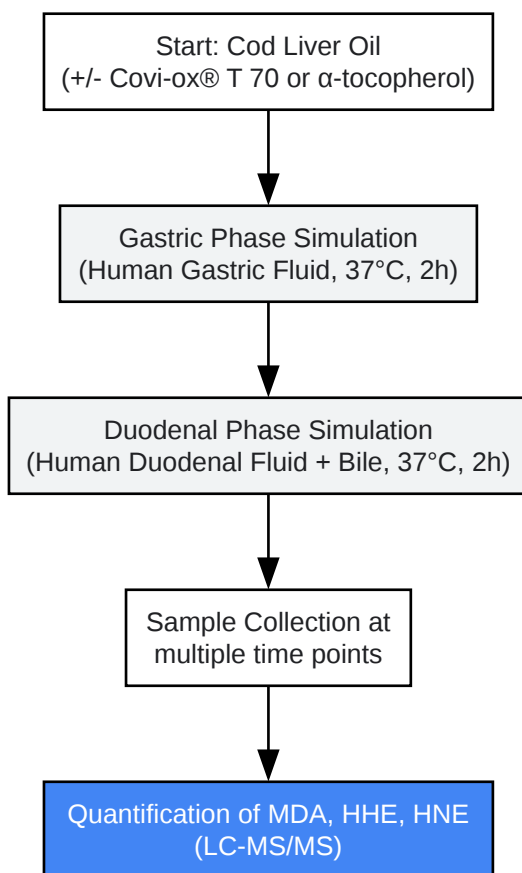 Start: Cod Liver Oil
(+/- Covi-ox® T 70 or α-tocopherol)
Gastric Phase Simulation
(Human Gastric Fluid, 37°C, 2h)
Duodenal Phase Simulation
(Human Duodenal Fluid + Bile, 37°C, 2h)
Sample Collection at
multiple time points
Quantification of MDA, HHE, HNE
(LC-MS/MS)